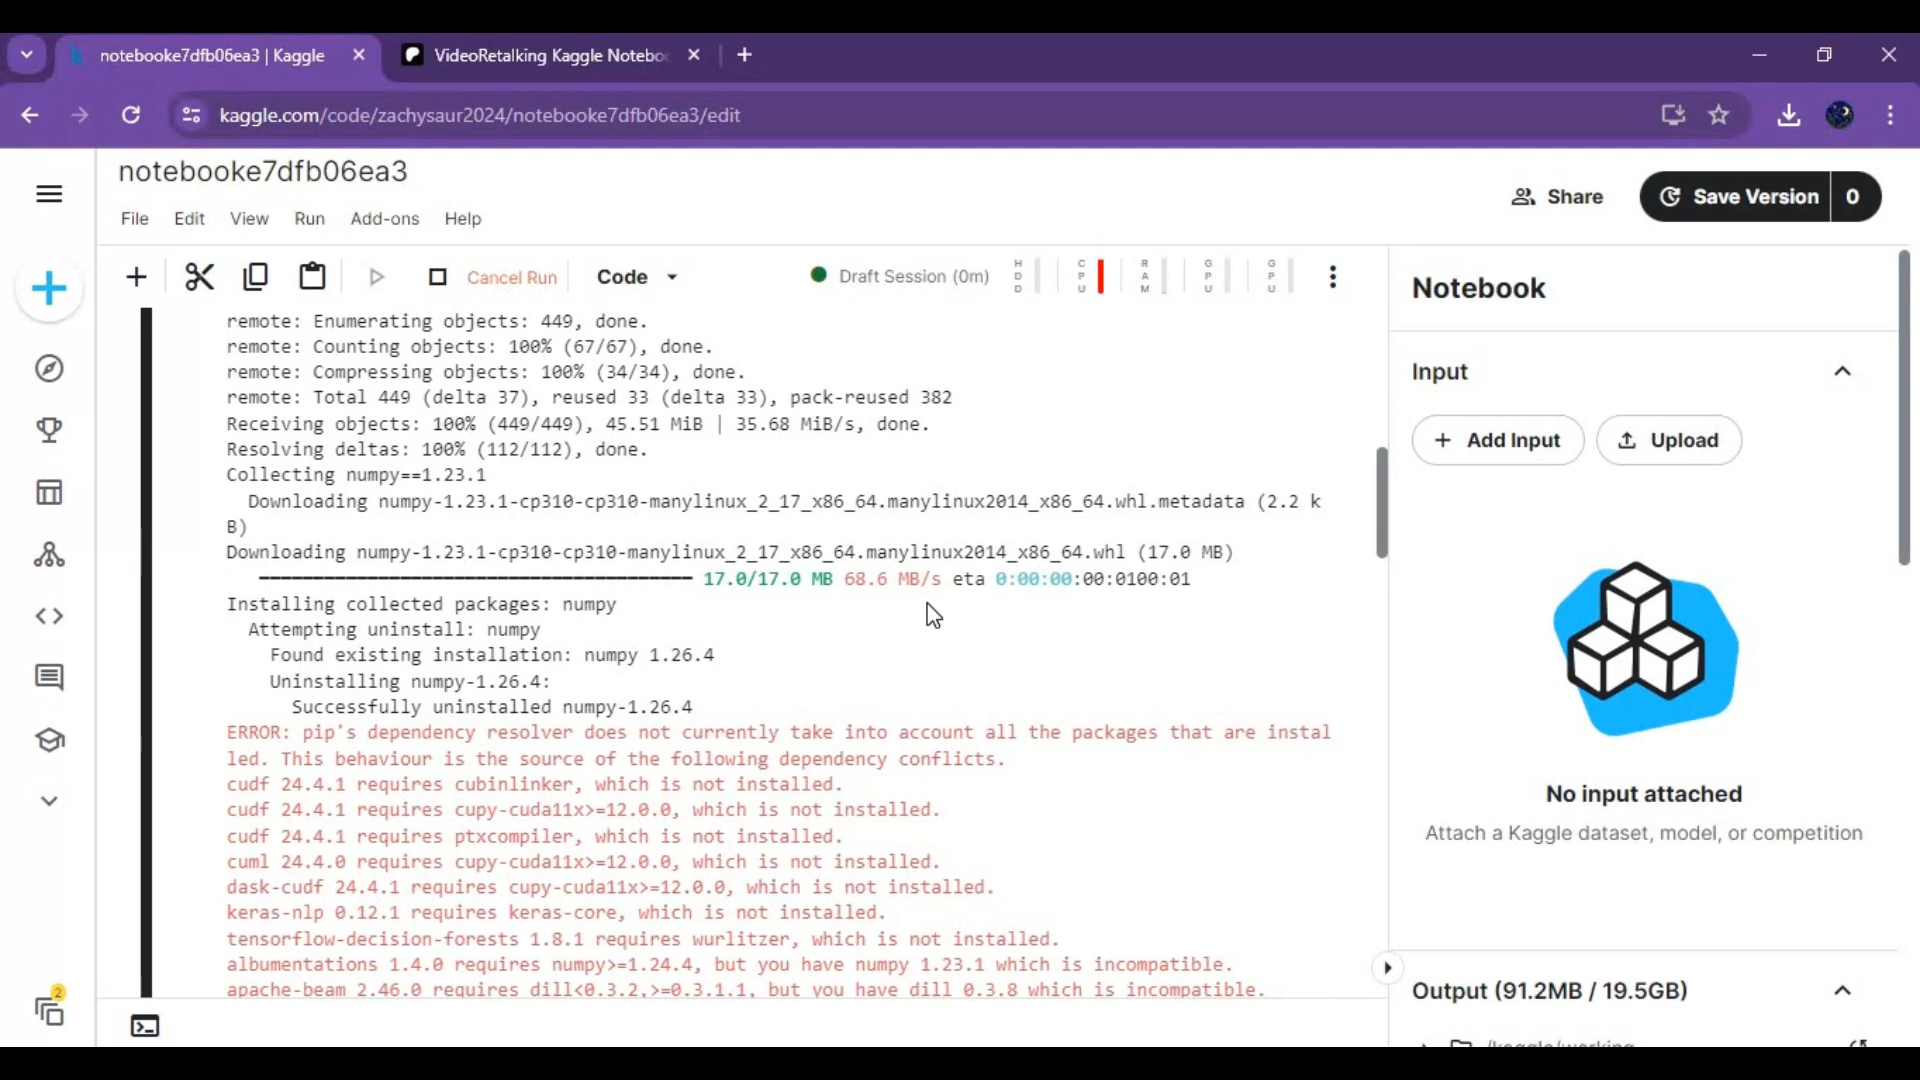 notebooke7dfb06ea3 | Kaggle
VideoRetalking Kaggle Notebo
kaggle.com/code/zachysaur2024/notebooke7dfb06ea3/edit
notebooke7dfb06ea3
File Edit View Run Add-ons Help
Share
Save Version 0
Cancel Run
Code
Draft Session (0m)
HDD
CPU
RAM
GPU
GPU
remote: Enumerating objects: 449, done.
remote: Counting objects: 100% (67/67), done.
remote: Compressing objects: 100% (34/34), done.
remote: Total 449 (delta 37), reused 33 (delta 33), pack-reused 382
Receiving objects: 100% (449/449), 45.51 MiB | 35.68 MiB/s, done.
Resolving deltas: 100% (112/112), done.
Collecting numpy==1.23.1
Downloading numpy-1.23.1-cp310-cp310-manylinux_2_17_x86_64.manylinux2014_x86_64.whl.metadata (2.2 k
B)
Downloading numpy-1.23.1-cp310-cp310-manylinux_2_17_x86_64.manylinux2014_x86_64.whl (17.0 MB)
17.0/17.0 MB 68.6 MB/s eta 0:00:00:00:0100:01
Installing collected packages: numpy
Attempting uninstall: numpy
Found existing installation: numpy 1.26.4
Uninstalling numpy-1.26.4:
Successfully uninstalled numpy-1.26.4
ERROR: pip's dependency resolver does not currently take into account all the packages that are instal
led. This behaviour is the source of the following dependency conflicts.
cudf 24.4.1 requires cubinlinker, which is not installed.
cudf 24.4.1 requires cupy-cuda11x>=12.0.0, which is not installed.
cudf 24.4.1 requires ptxcompiler, which is not installed.
cuml 24.4.0 requires cupy-cuda11x>=12.0.0, which is not installed.
dask-cudf 24.4.1 requires cupy-cuda11x>=12.0.0, which is not installed.
keras-nlp 0.12.1 requires keras-core, which is not installed.
tensorflow-decision-forests 1.8.1 requires wurlitzer, which is not installed.
albumentations 1.4.0 requires numpy>=1.24.4, but you have numpy 1.23.1 which is incompatible.
apache-beam 2.46.0 requires dill<0.3.2,>=0.3.1.1, but you have dill 0.3.8 which is incompatible.
Notebook
Input
Add Input
Upload
No input attached
Attach a Kaggle dataset, model, or competition
Output (91.2MB / 19.5GB)
/kaggle/working
2